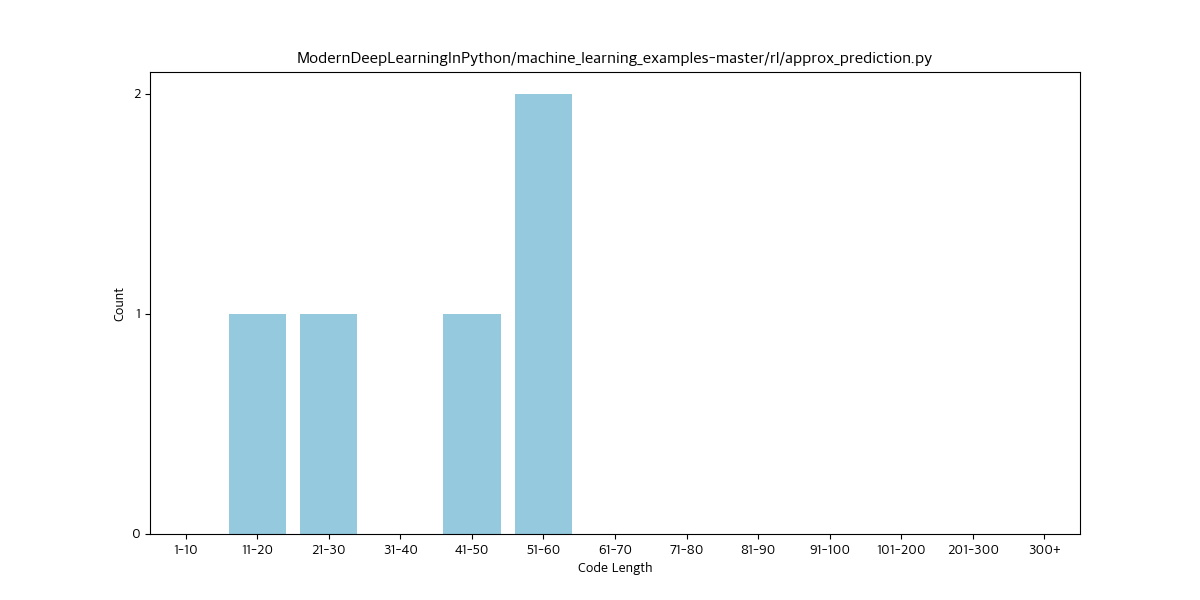 ModernDeepLearningInPython/machine_learning_examples-master/rl/approx_prediction.py
2
1
0
Count
1-10 11-20 21-30 31-40 41-50 51-60 61-70 71-80 81-90 91-100 101-200 201-300 300+
Code Length